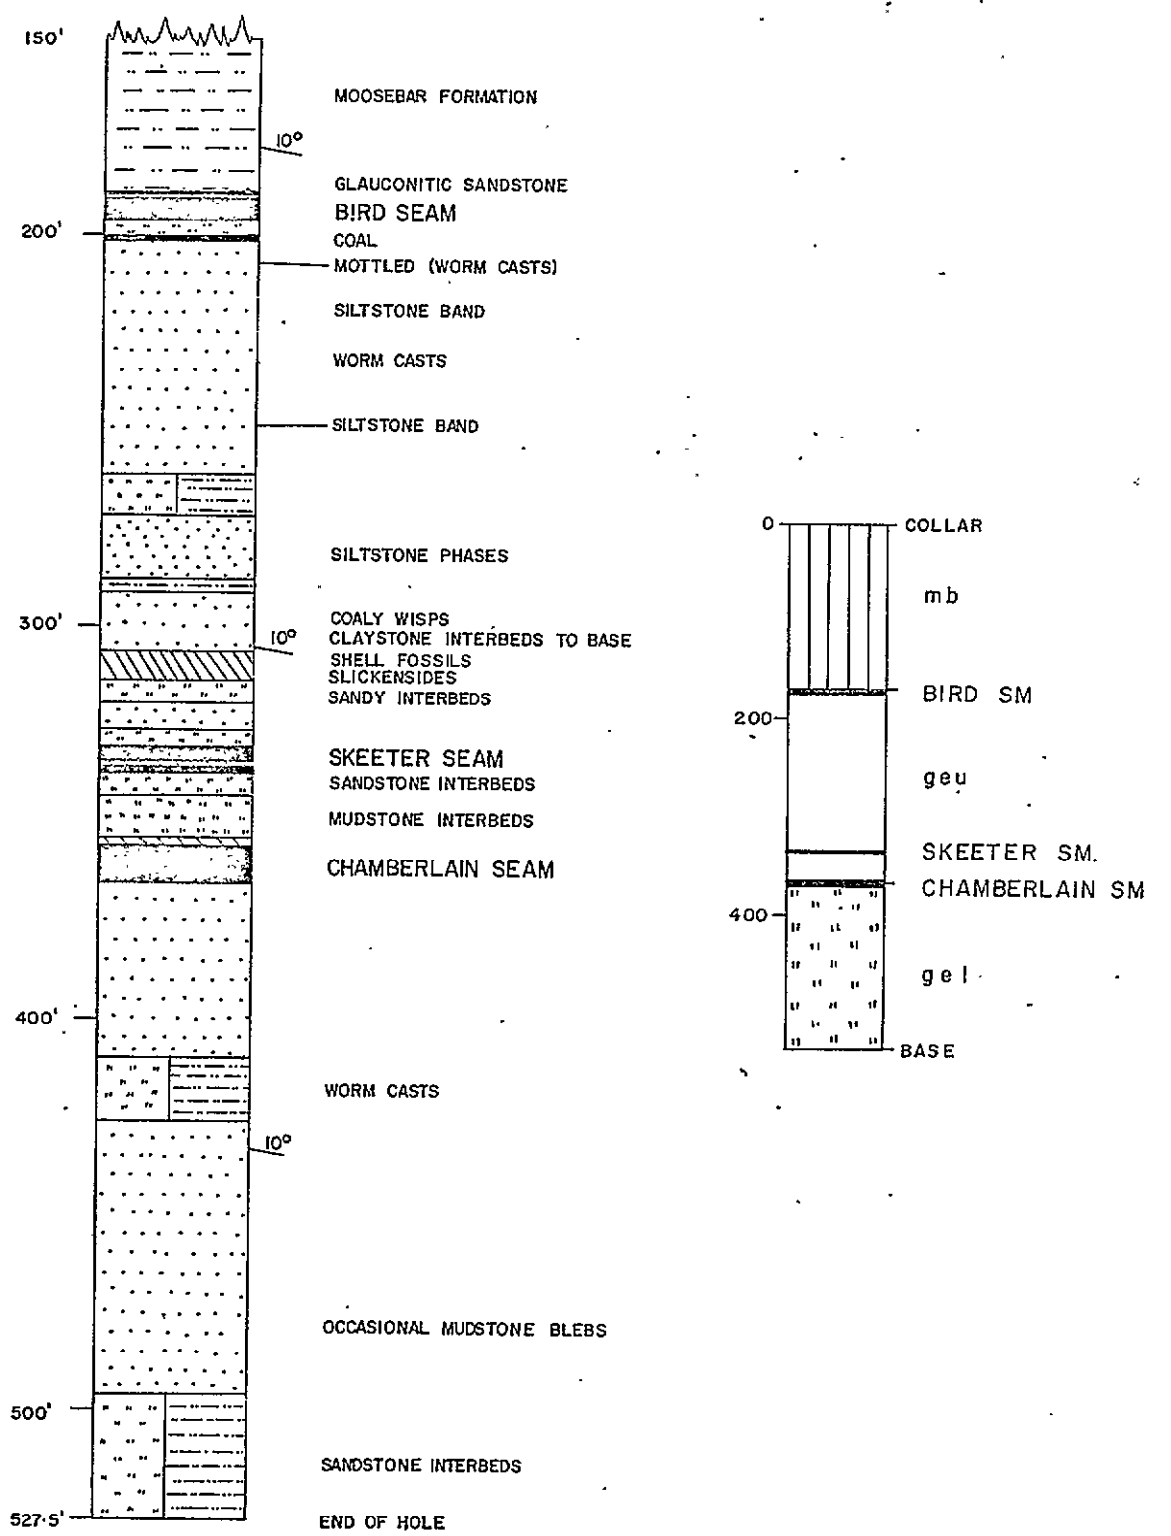 150'
MOOSEBAR FORMATION
10°
GLAUCONITIC SANDSTONE
BIRD SEAM
200'
COAL
MOTTLED (WORM CASTS)
SILTSTONE BAND
WORM CASTS
SILTSTONE BAND
SILTSTONE PHASES
300'
COALY WISPS
10°
CLAYSTONE INTERBEDS TO BASE
SHELL FOSSILS
SLICKENSIDES
SANDY INTERBEDS
SKEETER SEAM
SANDSTONE INTERBEDS
MUDSTONE INTERBEDS
CHAMBERLAIN SEAM
400'
WORM CASTS
10°
OCCASIONAL MUDSTONE BLEBS
500'
SANDSTONE INTERBEDS
527.5'
END OF HOLE
0
COLLAR
mb
BIRD SM
200
geu
SKEETER SM.
CHAMBERLAIN SM
400
gel
BASE